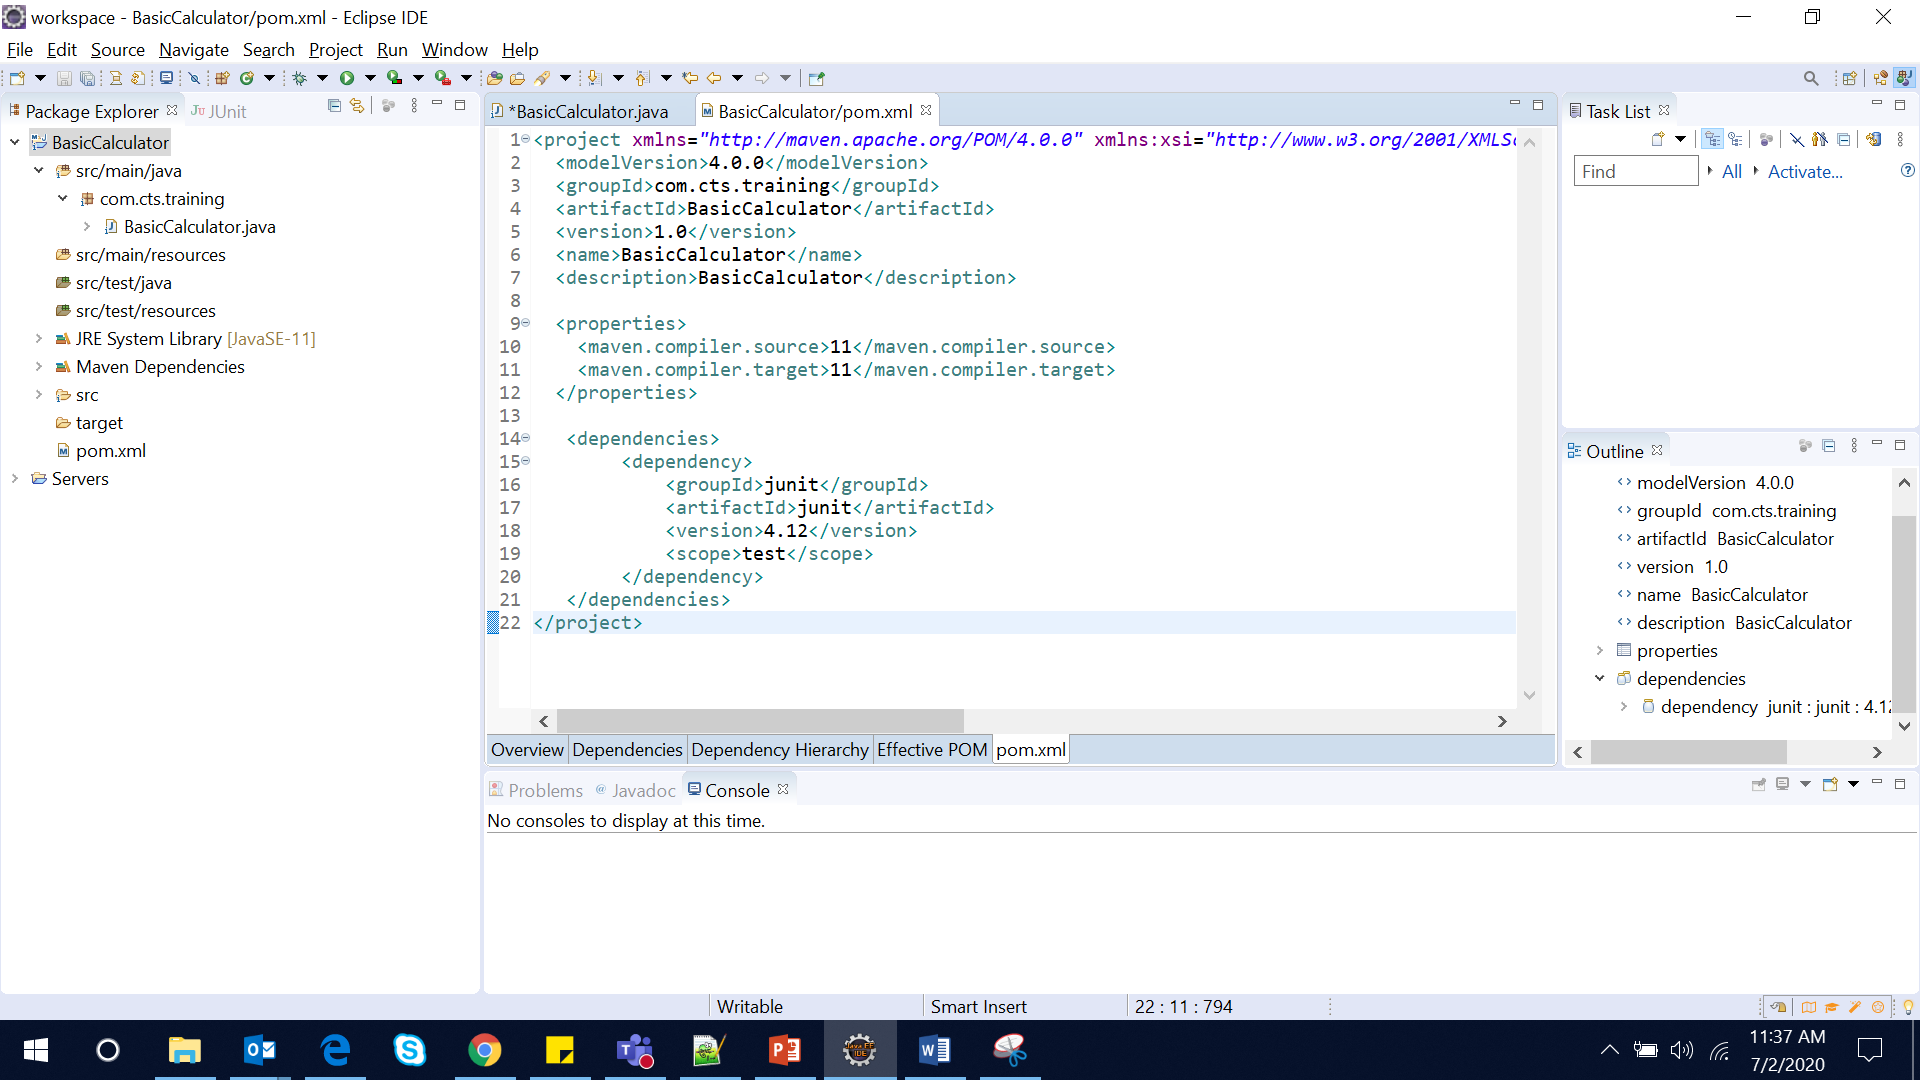 workspace - BasicCalculator/pom.xml - Eclipse IDE
File Edit Source Navigate Search Project Run Window Help
Package Explorer
JUnit
BasicCalculator
src/main/java
com.cts.training
BasicCalculator.java
src/main/resources
src/test/java
src/test/resources
JRE System Library [JavaSE-11]
Maven Dependencies
src
target
pom.xml
Servers
*BasicCalculator.java
BasicCalculator/pom.xml
1 <project xmlns="http://maven.apache.org/POM/4.0.0" xmlns:xsi="http://www.w3.org/2001/XMLSc
2 <modelVersion>4.0.0</modelVersion>
3 <groupId>com.cts.training</groupId>
4 <artifactId>BasicCalculator</artifactId>
5 <version>1.0</version>
6 <name>BasicCalculator</name>
7 <description>BasicCalculator</description>
8
9 <properties>
10 <maven.compiler.source>11</maven.compiler.source>
11 <maven.compiler.target>11</maven.compiler.target>
12 </properties>
13
14 <dependencies>
15 <dependency>
16 <groupId>junit</groupId>
17 <artifactId>junit</artifactId>
18 <version>4.12</version>
19 <scope>test</scope>
20 </dependency>
21 </dependencies>
22 </project>
Overview Dependencies Dependency Hierarchy Effective POM pom.xml
Task List
Find All Activate...
Outline
modelVersion 4.0.0
groupId com.cts.training
artifactId BasicCalculator
version 1.0
name BasicCalculator
description BasicCalculator
properties
dependencies
dependency junit : junit : 4.12
Problems @ Javadoc Console
No consoles to display at this time.
Writable Smart Insert 22 : 11 : 794
11:37 AM
7/2/2020